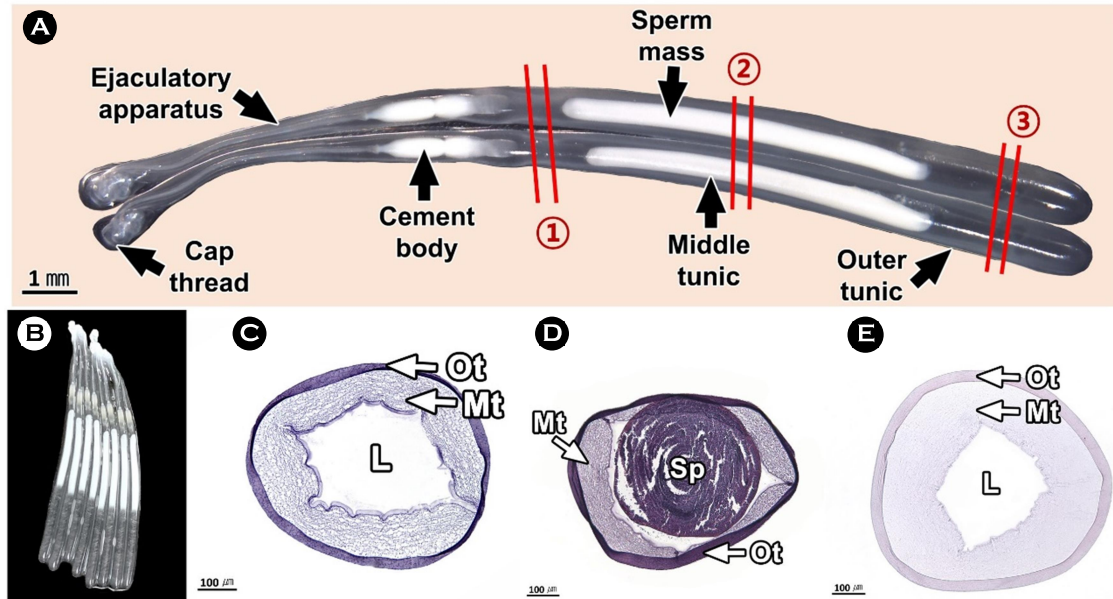 A
Sperm
mass
②
Ejaculatory
apparatus
③
Cement
body
①
Middle
tunic
Outer
tunic
Cap
thread
1 ㎜
B
C
Ot
Mt
L
100 ㎛
D
Mt
Sp
Ot
100 ㎛
E
Ot
Mt
L
100 ㎛